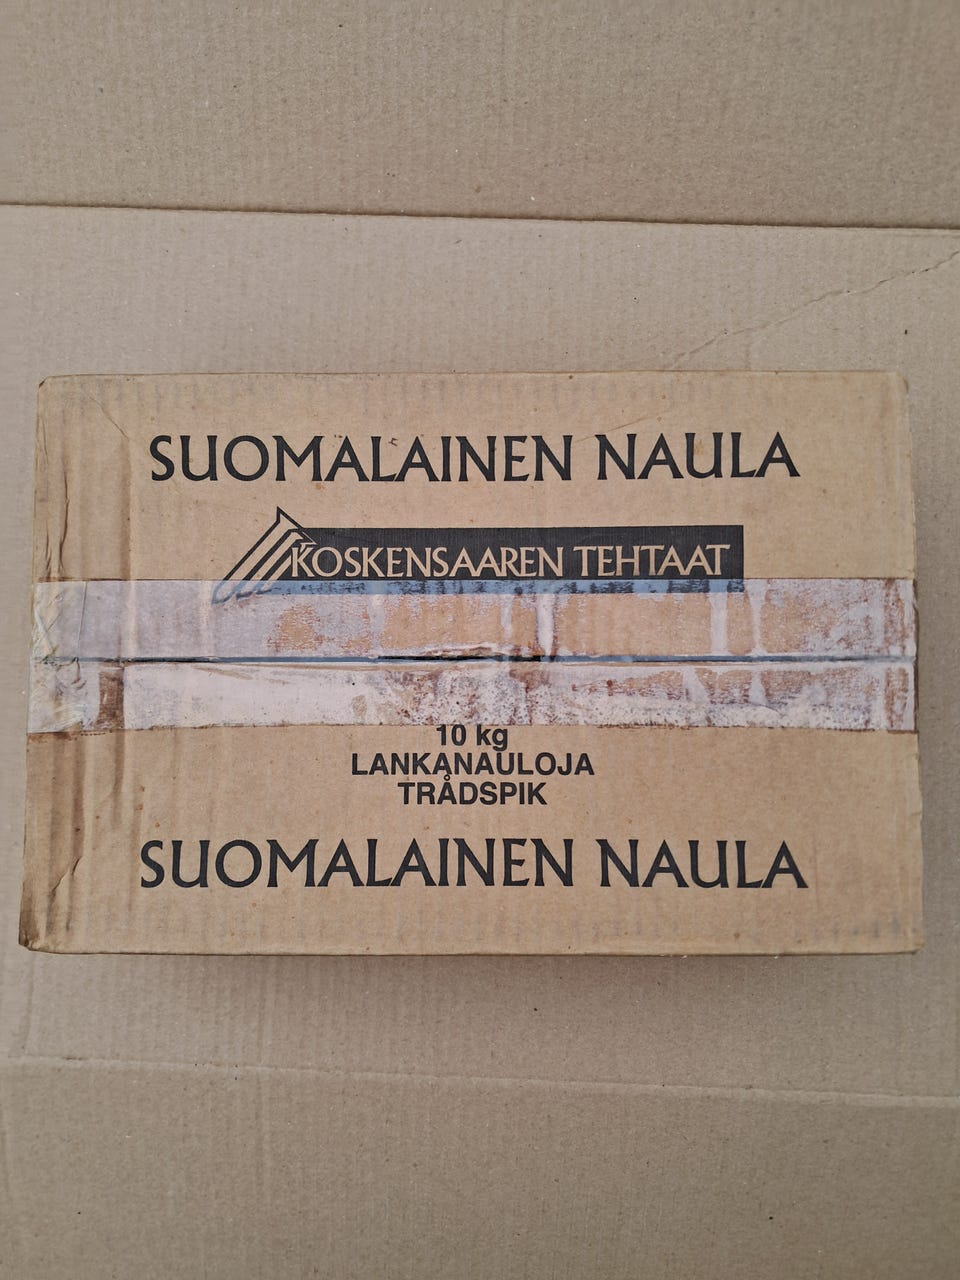 SUOMALAINEN NAULA
KOSKENSAAREN TEHTAAT
10 kg
LANKANAULOJA
TRÅDSPIK
SUOMALAINEN NAULA